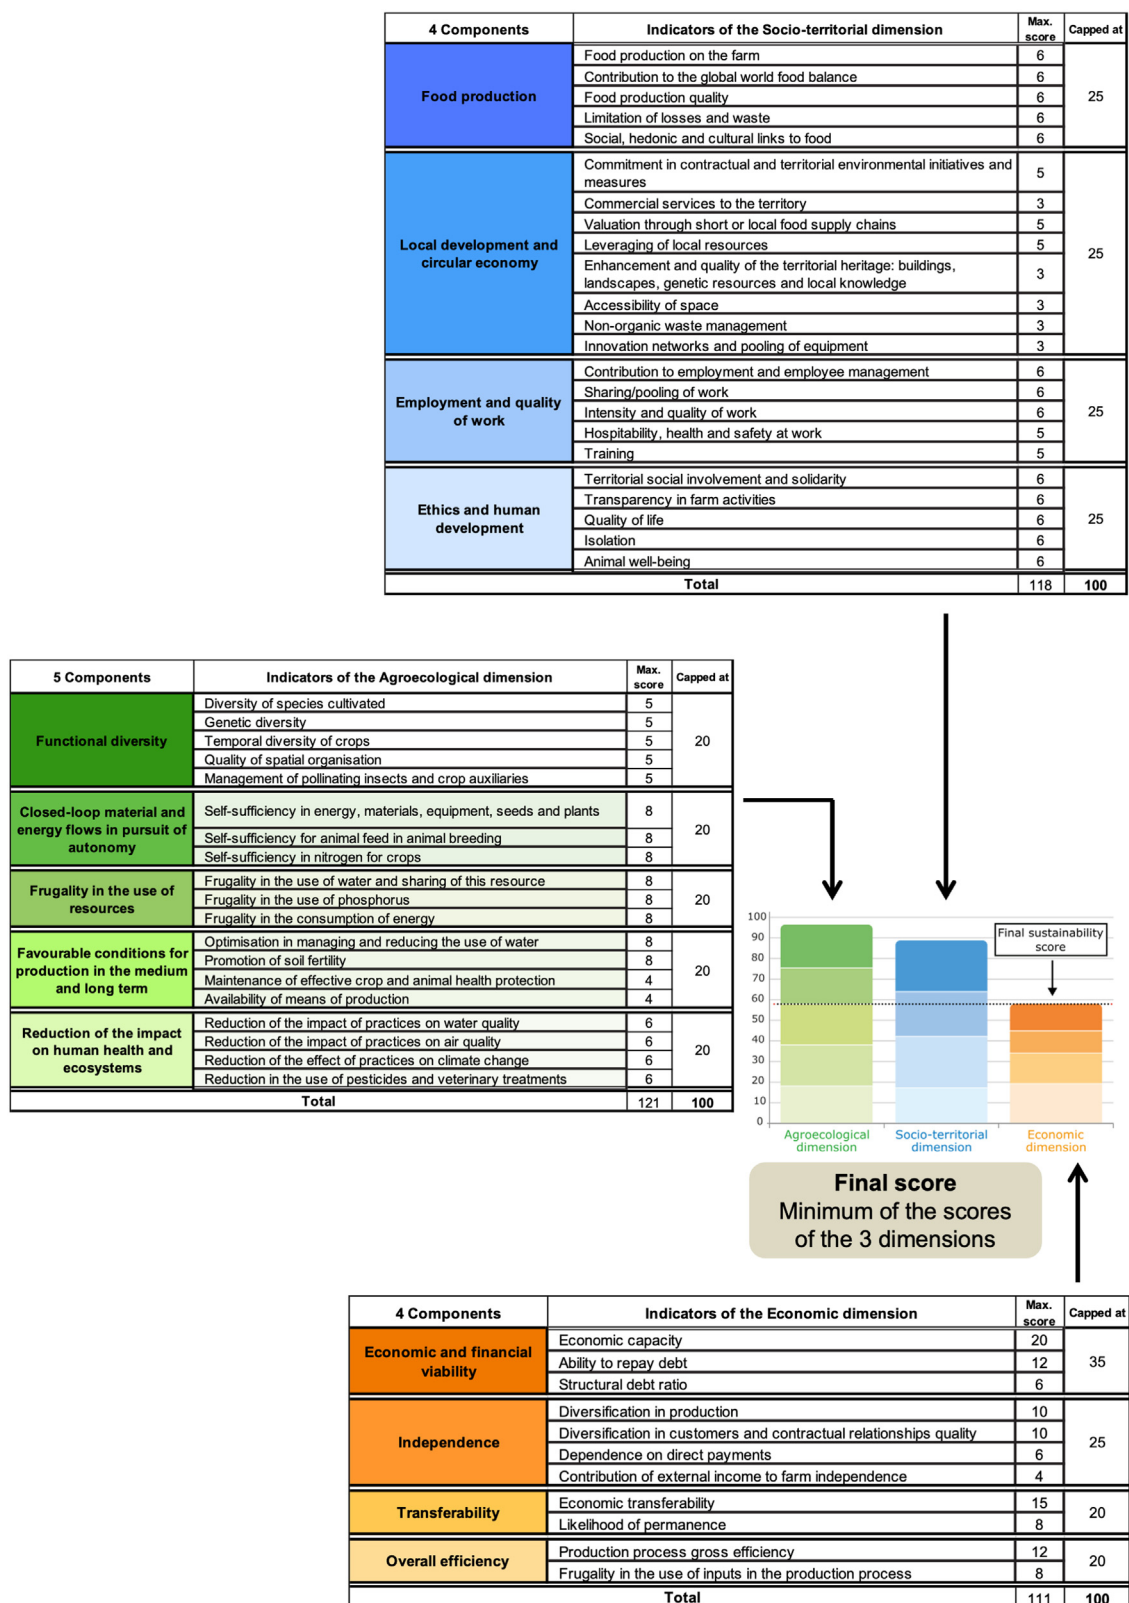 4 Components Indicators of the Socio-territorial dimension Max. score Capped at
Food production
Food production on the farm 6
Contribution to the global world food balance 6
Food production quality 6
Limitation of losses and waste 6
Social, hedonic and cultural links to food 6
25
Local development and
circular economy
Commitment in contractual and territorial environmental initiatives and
measures 5
Commercial services to the territory 3
Valuation through short or local food supply chains 5
Leveraging of local resources 5
Enhancement and quality of the territorial heritage: buildings,
landscapes, genetic resources and local knowledge 3
Accessibility of space 3
Non-organic waste management 3
Innovation networks and pooling of equipment 3
25
Employment and quality
of work
Contribution to employment and employee management 6
Sharing/pooling of work 6
Intensity and quality of work 6
Hospitability, health and safety at work 5
Training 5
25
Ethics and human
development
Territorial social involvement and solidarity 6
Transparency in farm activities 6
Quality of life 6
Isolation 6
Animal well-being 6
25
Total 118 100
5 Components Indicators of the Agroecological dimension Max. score Capped at
Functional diversity
Diversity of species cultivated 5
Genetic diversity 5
Temporal diversity of crops 5
Quality of spatial organisation 5
Management of pollinating insects and crop auxiliaries 5
20
Closed-loop material and
energy flows in pursuit of
autonomy
Self-sufficiency in energy, materials, equipment, seeds and plants 8
Self-sufficiency for animal feed in animal breeding 8
Self-sufficiency in nitrogen for crops 8
20
Frugality in the use of
resources
Frugality in the use of water and sharing of this resource 8
Frugality in the use of phosphorus 8
Frugality in the consumption of energy 8
20
Favourable conditions for
production in the medium
and long term
Optimisation in managing and reducing the use of water 8
Promotion of soil fertility 8
Maintenance of effective crop and animal health protection 4
Availability of means of production 4
20
Reduction of the impact
on human health and
ecosystems
Reduction of the impact of practices on water quality 6
Reduction of the impact of practices on air quality 6
Reduction of the effect of practices on climate change 6
Reduction in the use of pesticides and veterinary treatments 6
20
Total 121 100
100
90
80
70
60
50
40
30
20
10
0
Final sustainability
score
Agroecological
dimension
Socio-territorial
dimension
Economic
dimension
Final score
Minimum of the scores
of the 3 dimensions
4 Components Indicators of the Economic dimension Max. score Capped at
Economic and financial
viability
Economic capacity 20
Ability to repay debt 12
Structural debt ratio 6
35
Independence
Diversification in production 10
Diversification in customers and contractual relationships quality 10
Dependence on direct payments 6
Contribution of external income to farm independence 4
25
Transferability
Economic transferability 15
Likelihood of permanence 8
20
Overall efficiency
Production process gross efficiency 12
Frugality in the use of inputs in the production process 8
20
Total 111 100